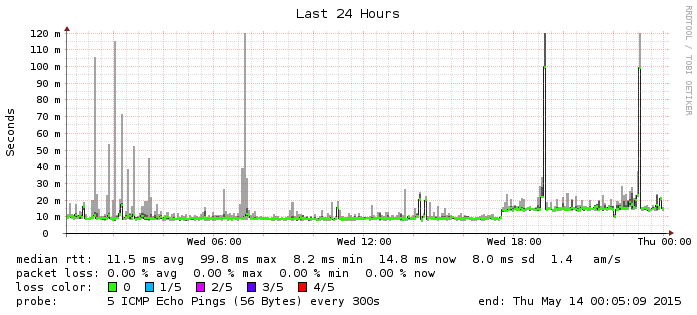 Last 24 Hours
RRDTOOL / TOBI OETIKER
Seconds
120 m
110 m
100 m
90 m
80 m
70 m
60 m
50 m
40 m
30 m
20 m
10 m
0
Wed 06:00 Wed 12:00 Wed 18:00 Thu 00:00
median rtt: 11.5 ms avg 99.8 ms max 8.2 ms min 14.8 ms now 8.0 ms sd 1.4 am/s
packet loss: 0.00 % avg 0.00 % max 0.00 % min 0.00 % now
loss color: 0 1/5 2/5 3/5 4/5
probe: 5 ICMP Echo Pings (56 Bytes) every 300s end: Thu May 14 00:05:09 2015